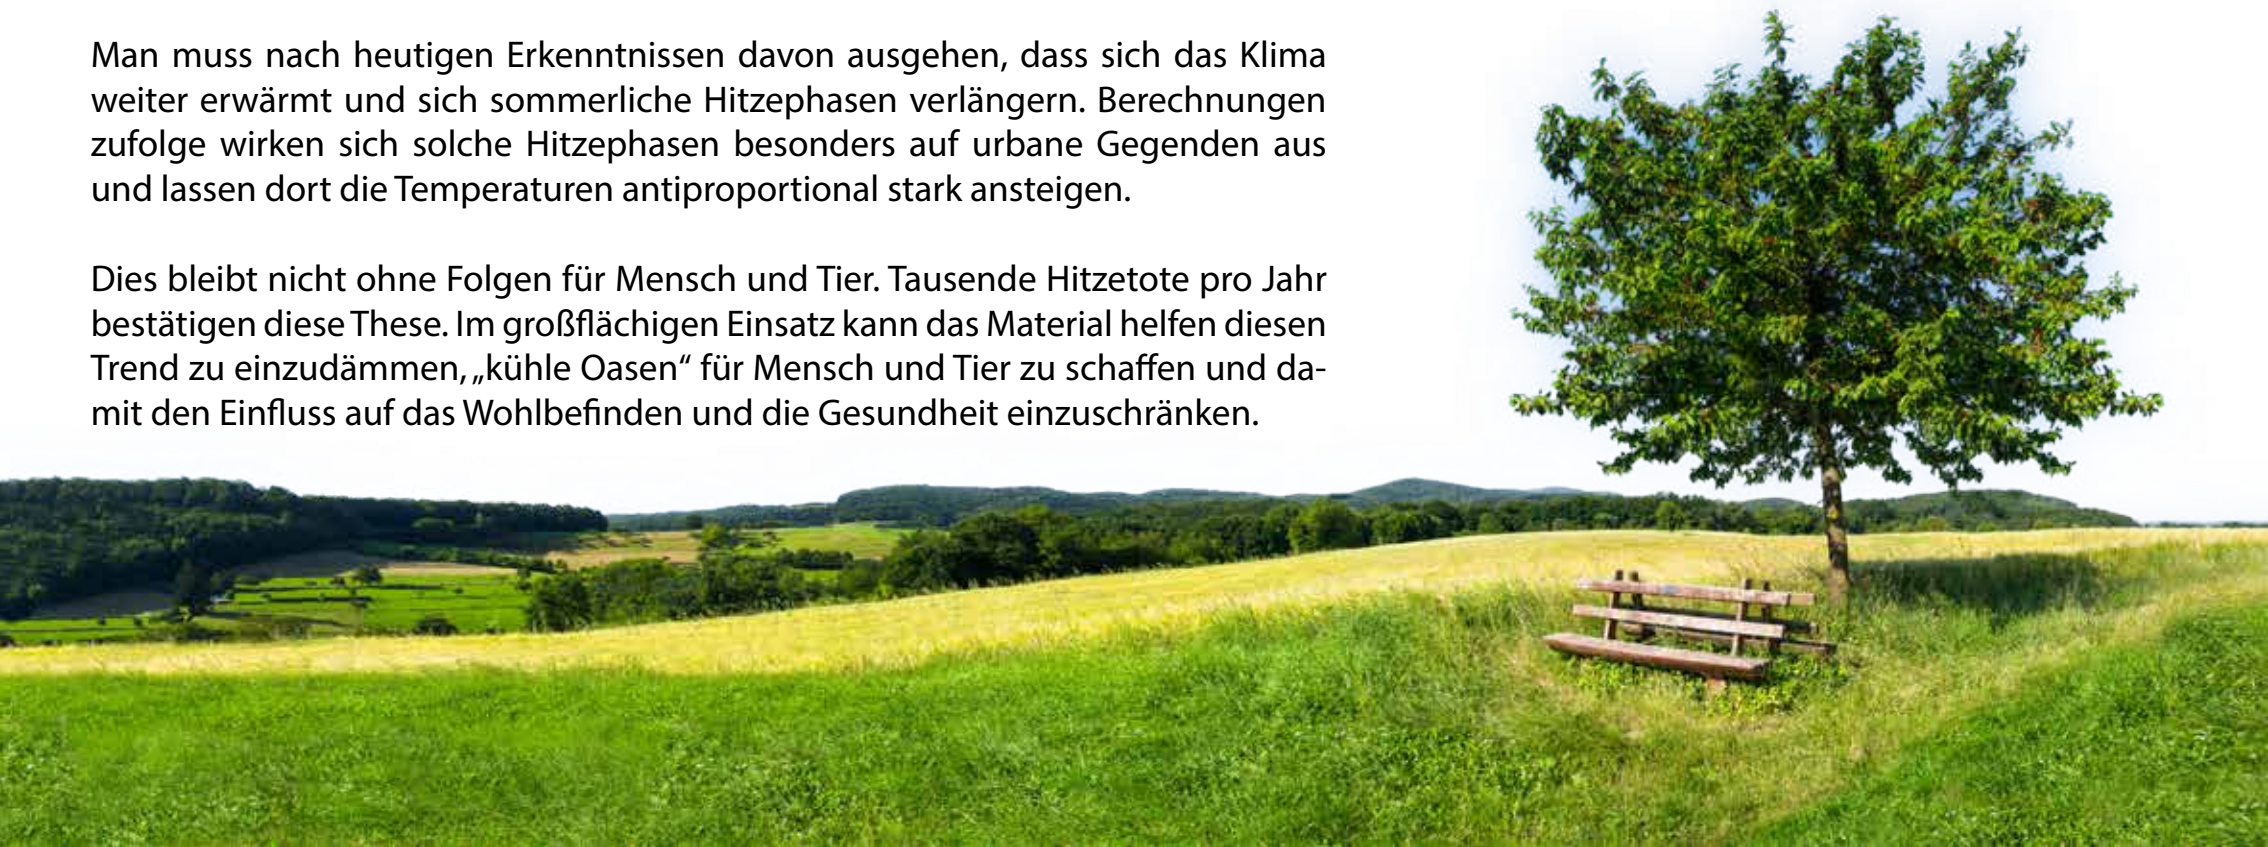 Man muss nach heutigen Erkenntnissen davon ausgehen, dass sich das Klima
weiter erwärmt und sich sommerliche Hitzephasen verlängern. Berechnungen
zufolge wirken sich solche Hitzephasen besonders auf urbane Gegenden aus
und lassen dort die Temperaturen antiproportional stark ansteigen.
Dies bleibt nicht ohne Folgen für Mensch und Tier. Tausende Hitzetote pro Jahr
bestätigen diese These. Im großflächigen Einsatz kann das Material helfen diesen
Trend zu einzudämmen, „kühle Oasen“ für Mensch und Tier zu schaffen und da-
mit den Einfluss auf das Wohlbefinden und die Gesundheit einzuschränken.